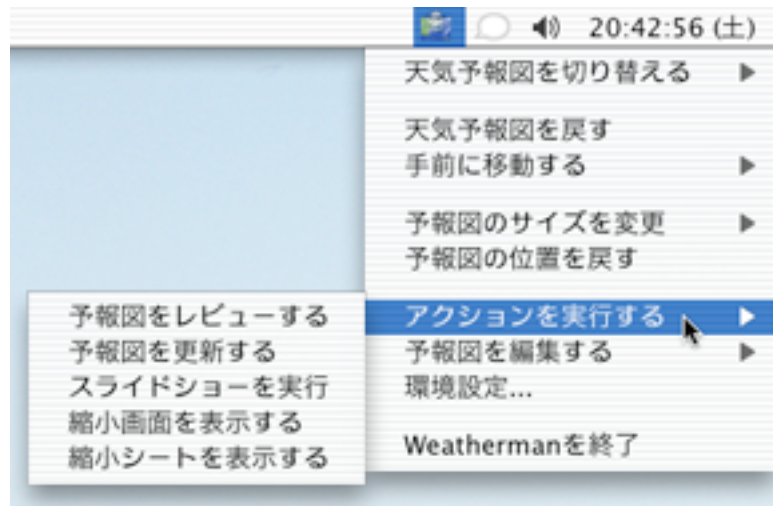 20:42:56 (土)
天気予報図を切り替える
天気予報図を戻す
手前に移動する
予報図のサイズを変更
予報図の位置を戻す
アクションを実行する
予報図をレビューする
予報図を更新する
スライドショーを実行
縮小画面を表示する
縮小シートを表示する
予報図を編集する
環境設定...
Weathermanを終了